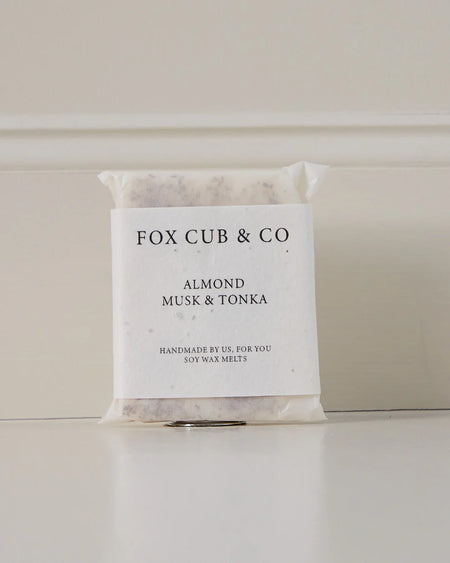 FOX CUB & CO
ALMOND
MUSK & TONKA
HANDMADE BY US, FOR YOU
SOY WAX MELTS